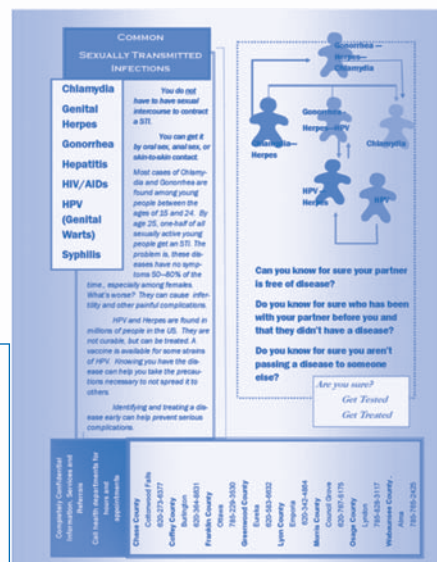 COMMON
SEXUALLY TRANSMITTED
INFECTIONS
Chlamydia
Genital
Herpes
Gonorrhea
Hepatitis
HIV/AIDs
HPV
(Genital
Warts)
Syphilis
You do not
have to have sexual
intercourse to contract
a STI.
You can get it
by oral sex, anal sex, or
skin-to-skin contact.
Most cases of Chlamy-
dia and Gonorrhea are
found among young
people between the
ages of 15 and 24. By
age 25, one-half of all
sexually active young
people get an STI. The
problem is, these dis-
eases have no symp-
toms 50—80% of the
time, especially among females.
What's worse? They can cause infer-
tility and other painful complications.
HPV and Herpes are found in
millions of people in the US. They are
not curable, but can be treated. A
vaccine is available for some strains
of HPV. Knowing you have the dis-
ease can help you take the precau-
tions necessary to not spread it to
others.
Identifying and treating a dis-
ease early can help prevent serious
complications.
Gonorrhea—
Herpes—
Chlamydia
Gonorrhea—
Herpes—HPV
Chlamydia—
Herpes
Chlamydia
HPV—
Herpes
HPV
Can you know for sure your partner
is free of disease?
Do you know for sure who has been
with your partner before you and
that they didn't have a disease?
Do you know for sure you aren't
passing a disease to someone
else?
Are you sure?
Get Tested
Get Treated
Completely Confidential
Information, Services and
Referrals
Call health departments for
hours and
appointments
Chase County
Cottonwood Falls
620-273-6377
Coffey County
Burlington
620-364-8631
Franklin County
Ottawa
785-229-3530
Greenwood County
Eureka
620-583-6632
Lyon County
Emporia
620-342-4864
Morris County
Council Grove
620-767-5175
Osage County
Lyndon
785-828-3117
Wabaunsee County
Alma
785-765-2425